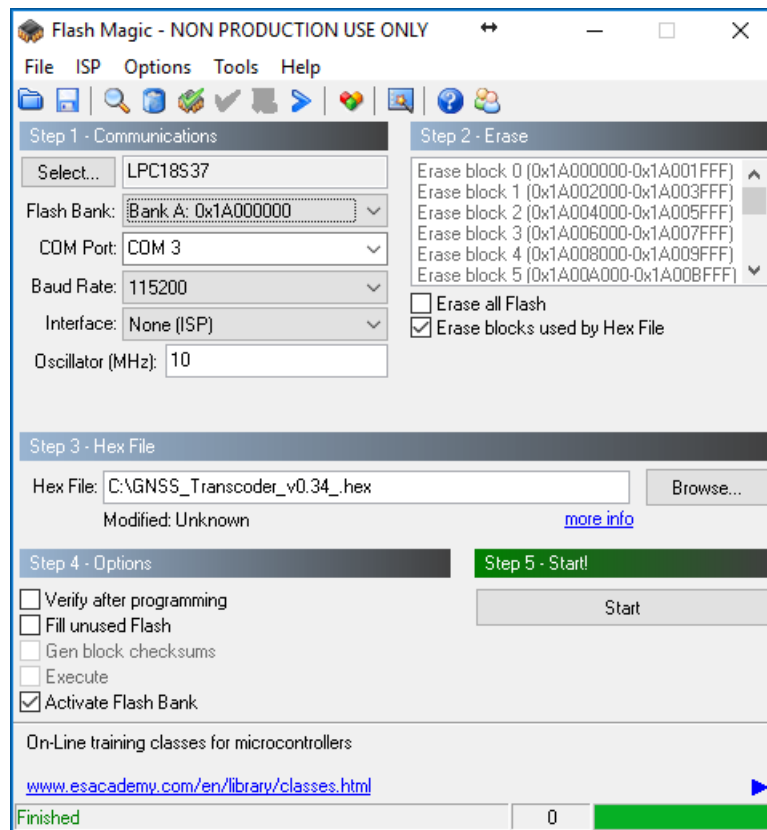 Flash Magic - NON PRODUCTION USE ONLY
File ISP Options Tools Help
Step 1 - Communications
Select... LPC18S37
Flash Bank: Bank A: 0x1A000000
COM Port: COM 3
Baud Rate: 115200
Interface: None (ISP)
Oscillator (MHz): 10
Step 2 - Erase
Erase block 0 (0x1A000000-0x1A001FFF)
Erase block 1 (0x1A002000-0x1A003FFF)
Erase block 2 (0x1A004000-0x1A005FFF)
Erase block 3 (0x1A006000-0x1A007FFF)
Erase block 4 (0x1A008000-0x1A009FFF)
Erase block 5 (0x1A00A000-0x1A00BFFF)
Erase all Flash
Erase blocks used by Hex File
Step 3 - Hex File
Hex File: C:\GNSS_Transcoder_v0.34_.hex Browse...
Modified: Unknown more info
Step 4 - Options
Verify after programming
Fill unused Flash
Gen block checksums
Execute
Activate Flash Bank
Step 5 - Start!
Start
On-Line training classes for microcontrollers
www.esacademy.com/en/library/classes.html
Finished 0